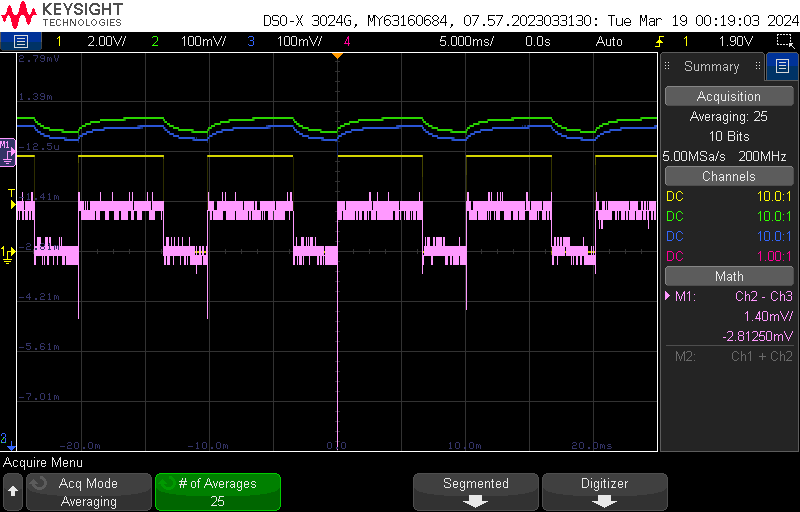 KEYSIGHT
TECHNOLOGIES
DSO-X 3024G, MY63160684, 07.57.2023033130: Tue Mar 19 00:19:03 2024
1 2.00V/ 2 100mV/ 3 100mV/ 4 5.000ms/ 0.0s Auto 1 1.90V
2.79mV
1.39m
-12.5u
M1
T
1
-4.21m
-5.61m
-7.01m
2
-20.0m -10.0m 0.0 10.0m 20.0ms
Summary
Acquisition
Averaging: 25
10 Bits
5.00MSa/s 200MHz
Channels
DC 10.0:1
DC 10.0:1
DC 10.0:1
DC 1.00:1
Math
M1: Ch2 - Ch3
1.40mV/
-2.81250mV
M2: Ch1 + Ch2
Acquire Menu
Acq Mode
Averaging
# of Averages
25
Segmented
Digitizer